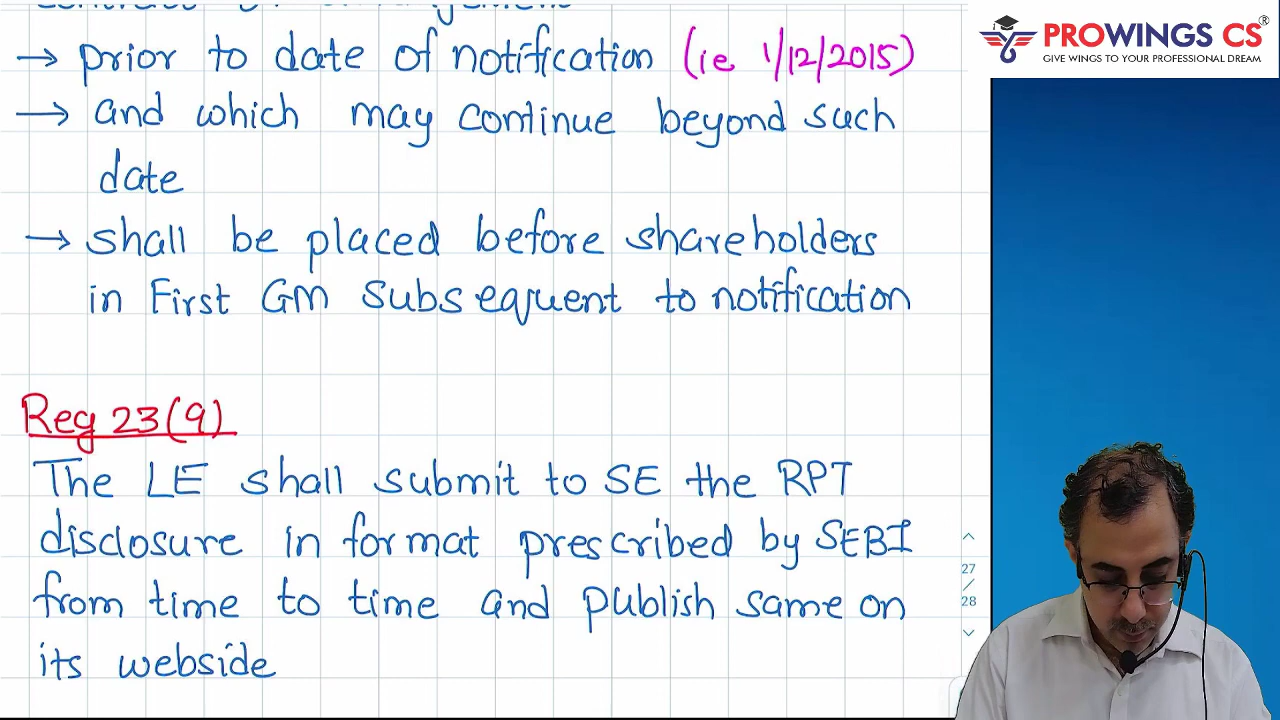 → prior to date of notification (ie 1/12/2015)
→ and which may continue beyond such
date
→ shall be placed before shareholders
in First GM Subsequent to notification
Reg 23(9)
The LE shall submit to SE the RPT
disclosure in format prescribed by SEBI
from time to time and publish same on
its webside
PROWINGS CS®
GIVE WINGS TO YOUR PROFESSIONAL DREAM
27
/
28